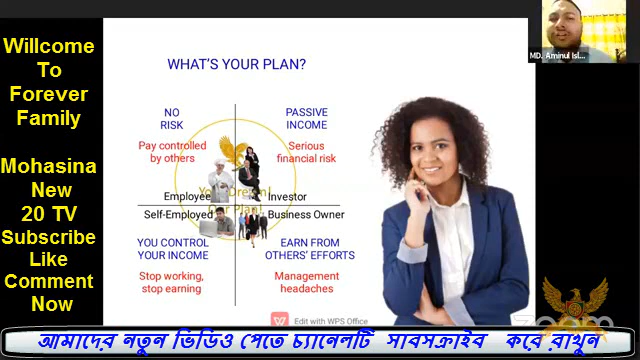 Willcome
To
Forever
Family
Mohasina
New
20 TV
Subscribe
Like
Comment
Now
WHAT'S YOUR PLAN?
NO
RISK
Pay controlled
by others
PASSIVE
INCOME
Serious
financial risk
Employee
Investor
Self-Employed
Business Owner
YOU CONTROL
YOUR INCOME
Stop working,
stop earning
EARN FROM
OTHERS' EFFORTS
Management
headaches
Edit with WPS Office
MD. Aminul Isl...
zoom
আমাদের নতুন ভিডিও পেতে চ্যানেলটি সাবসক্রাইব করে রাখুন